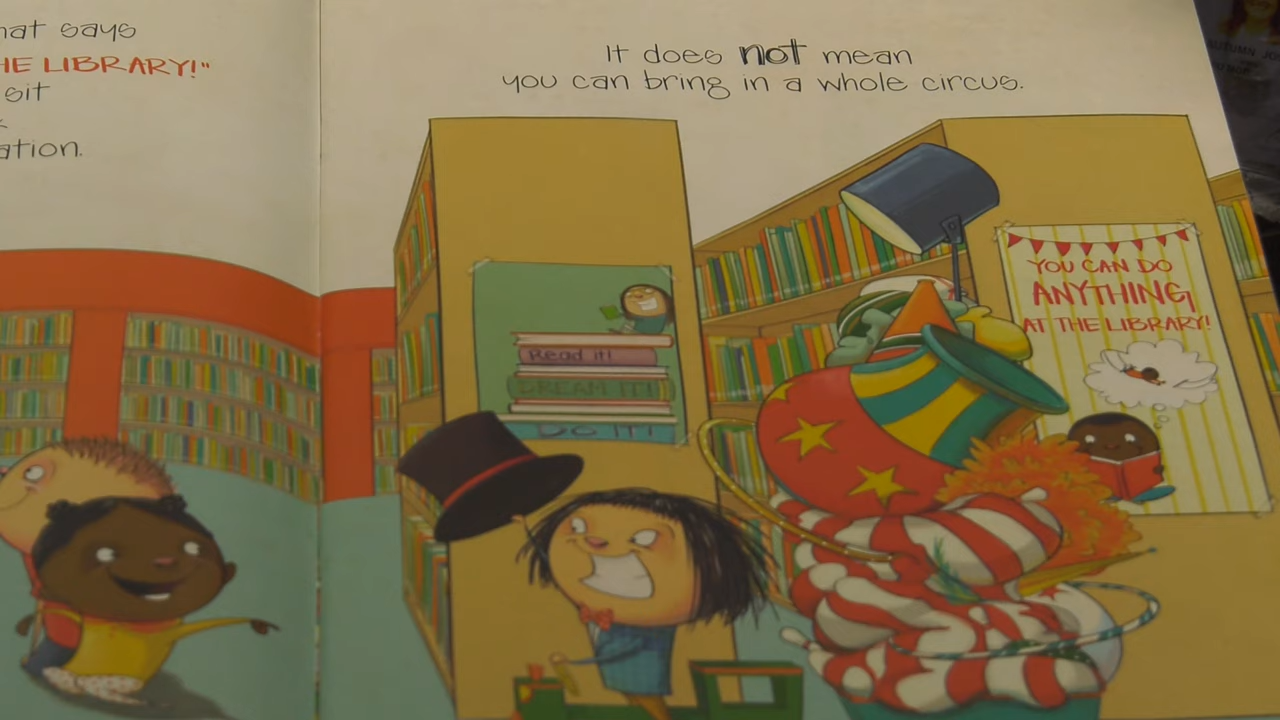 hat says
HE LIBRARY!"
sit
ation.
It does not mean
you can bring in a whole circus.
Read it!
DREAM IT!
DO IT!
YOU CAN DO
ANYTHING
AT THE LIBRARY!
AUTUMN